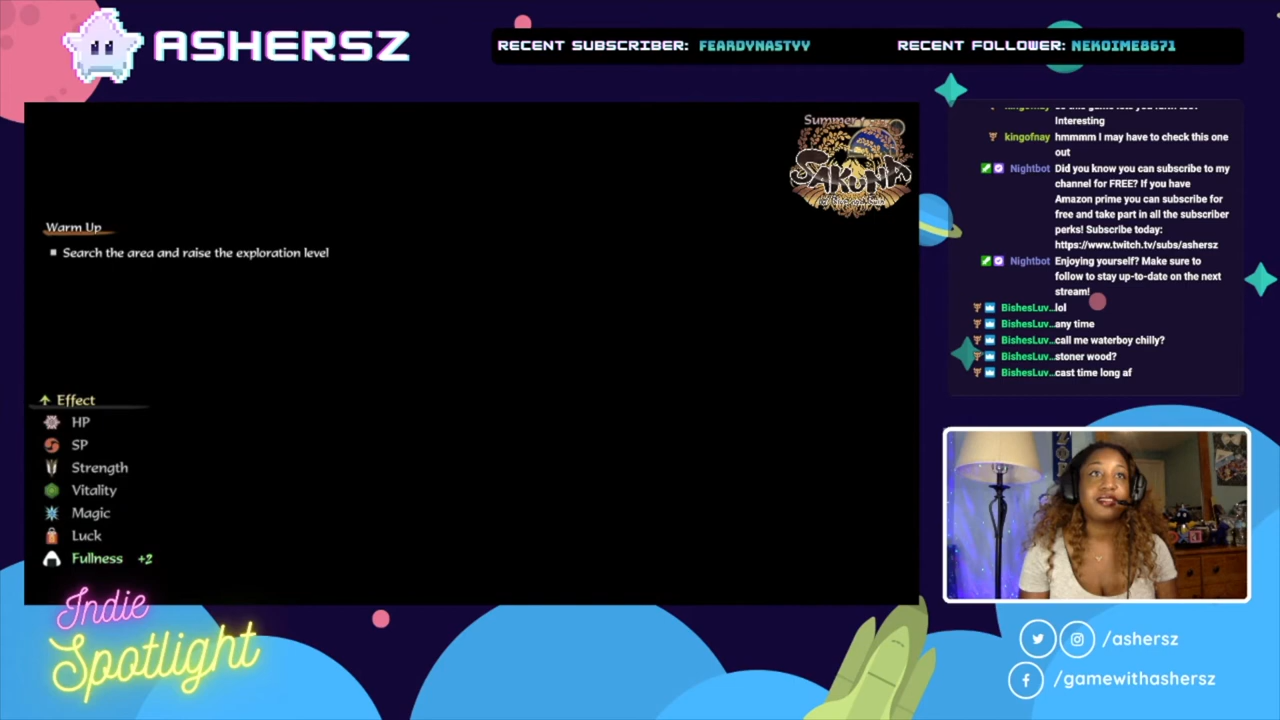 ASHERSZ
RECENT SUBSCRIBER: FEARDYNASTYY
RECENT FOLLOWER: NEKOIME8671
Summer
SAKUNA
Warm Up
Search the area and raise the exploration level
Effect
HP
SP
Strength
Vitality
Magic
Luck
Fullness +2
Indie
Spotlight
Interesting
kingofnay hmmmm I may have to check this one
out
Nightbot Did you know you can subscribe to my
channel for FREE? If you have
Amazon prime you can subscribe for
free and take part in all the subscriber
perks! Subscribe today:
https://www.twitch.tv/subs/ashersz
Nightbot Enjoying yourself? Make sure to
follow to stay up-to-date on the next
stream!
BishesLuv…lol
BishesLuv…any time
BishesLuv…call me waterboy chilly?
BishesLuv…stoner wood?
BishesLuv…cast time long af
/ashersz
/gamewithashersz